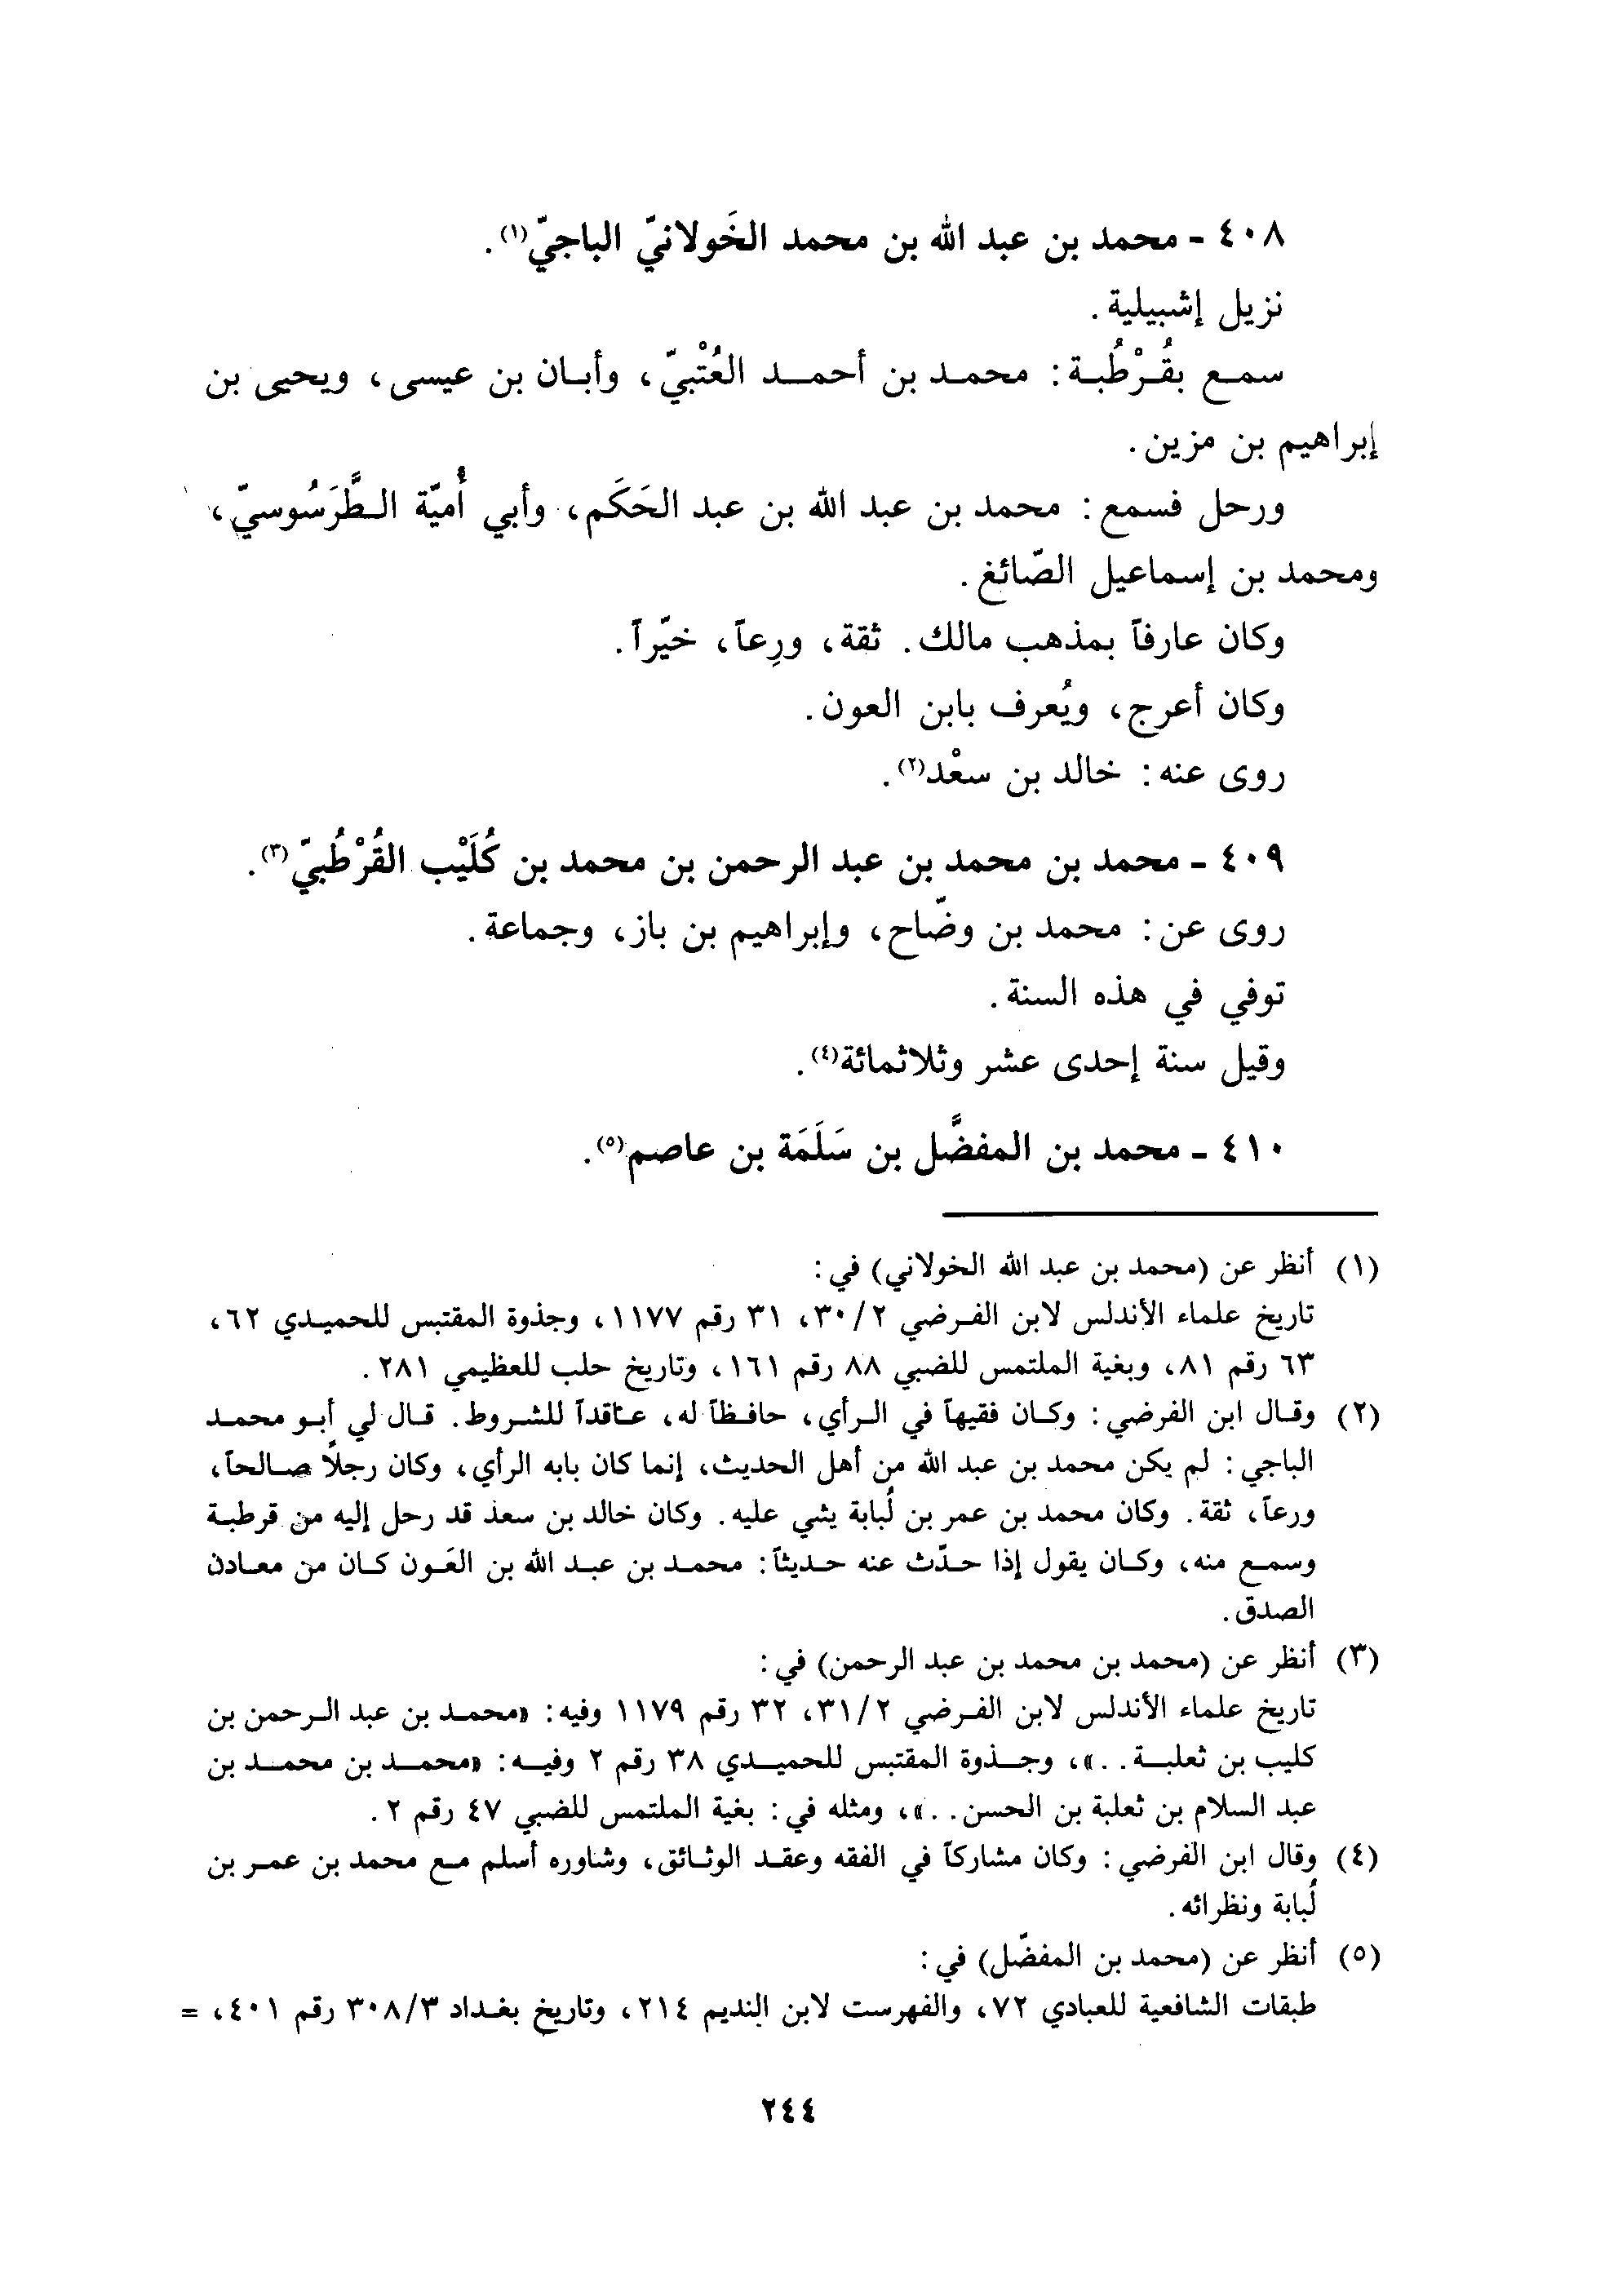 ٤٠٨ - محمد بن عبد الله بن محمد الخَولانيّ الباجيّ(١).
نزيل إشبيلية.
سمع بقُرْطُبة: محمد بن أحمد العُتْبيّ، وأبان بن عيسى، ويحيى بن
إبراهيم بن مزين.
ورحل فسمع: محمد بن عبد الله بن عبد الحَكَم، وأبي أُميّة الطَّرَسُوسيّ،
ومحمد بن إسماعيل الصّائغ.
وكان عارفاً بمذهب مالك. ثقة، ورِعاً، خيّراً.
وكان أعرج، ويُعرف بابن العون.
روى عنه: خالد بن سعْد(٢).
٤٠٩ - محمد بن محمد بن عبد الرحمن بن محمد بن كُلَيْب القُرْطُبيّ(٣).
روى عن: محمد بن وضّاح، وإبراهيم بن باز، وجماعة.
توفي في هذه السنة.
وقيل سنة إحدى عشر وثلاثمائة(٤).
٤١٠ - محمد بن المفضَّل بن سَلَمَة بن عاصم(٥).
(١) أنظر عن (محمد بن عبد الله الخولاني) في:
تاريخ علماء الأندلس لابن الفرضي ٣٠/٢، ٣١ رقم ١١٧٧، وجذوة المقتبس للحميدي ٦٢،
٦٣ رقم ٨١، وبغية الملتمس للضبي ٨٨ رقم ١٦١، وتاريخ حلب للعظيمي ٢٨١.
(٢) وقال ابن الفرضي: وكان فقيهاً في الرأي، حافظاً له، عاقداً للشروط. قال لي أبو محمد
الباجي: لم يكن محمد بن عبد الله من أهل الحديث، إنما كان بابه الرأي، وكان رجلاً صالحاً،
ورعاً، ثقة. وكان محمد بن عمر بن لُبابة يثني عليه. وكان خالد بن سعد قد رحل إليه من قرطبة
وسمع منه، وكان يقول إذا حدّث عنه حديثاً: محمد بن عبد الله بن العَون كان من معادن
الصدق.
(٣) أنظر عن (محمد بن محمد بن عبد الرحمن) في:
تاريخ علماء الأندلس لابن الفرضي ٣١/٢، ٣٢ رقم ١١٧٩ وفيه: «محمد بن عبد الرحمن بن
كليب بن ثعلبة..»، وجذوة المقتبس للحميدي ٣٨ رقم ٢ وفيه: «محمد بن محمد بن
عبد السلام بن ثعلبة بن الحسن..»، ومثله في: بغية الملتمس للضبي ٤٧ رقم ٢.
(٤) وقال ابن الفرضي: وكان مشاركاً في الفقه وعقد الوثائق، وشاوره أسلم مع محمد بن عمر بن
لُبابة ونظرائه.
(٥) أنظر عن (محمد بن المفضّل) في:
طبقات الشافعية للعبادي ٧٢، والفهرست لابن النديم ٢١٤، وتاريخ بغداد ٣٠٨/٣ رقم ٤٠١، =
٢٤٤